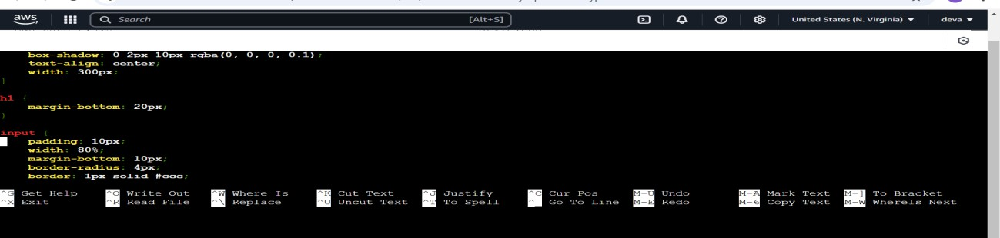 aws Search [Alt+S] United States (N. Virginia) deva
box-shadow: 0 2px 10px rgba(0, 0, 0, 0.1);
text-align: center;
width: 300px;
}
h1 {
margin-bottom: 20px;
}
input {
padding: 10px;
width: 80%;
margin-bottom: 10px;
border-radius: 4px;
border: 1px solid #ccc;
^G Get Help ^O Write Out ^W Where Is ^K Cut Text ^J Justify ^C Cur Pos M-U Undo M-A Mark Text M-] To Bracket
^X Exit ^R Read File ^\ Replace ^U Uncut Text ^T To Spell ^_ Go To Line M-E Redo M-6 Copy Text M-W WhereIs Next